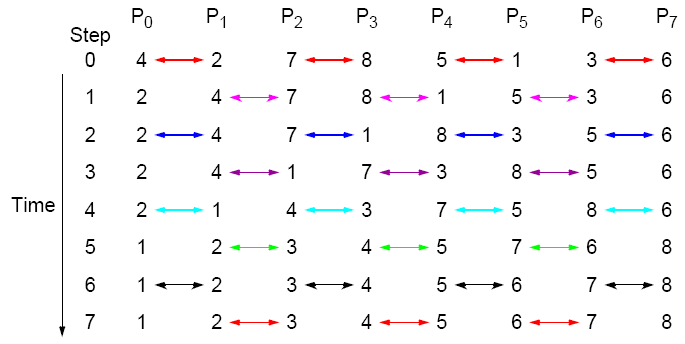 P0 P1 P2 P3 P4 P5 P6 P7
Step
0 4 2 7 8 5 1 3 6
1 2 4 7 8 1 5 3 6
2 2 4 7 1 8 3 5 6
3 2 4 1 7 3 8 5 6
Time
4 2 1 4 3 7 5 8 6
5 1 2 3 4 5 7 6 8
6 1 2 3 4 5 6 7 8
7 1 2 3 4 5 6 7 8